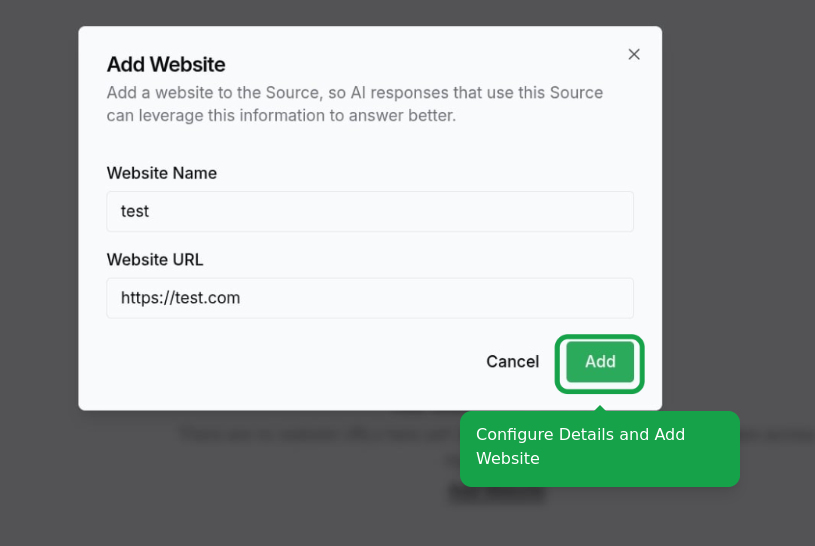 Add Website
Add a website to the Source, so AI responses that use this Source
can leverage this information to answer better.
Website Name
test
Website URL
https://test.com
Cancel
Add
Configure Details and Add
Website